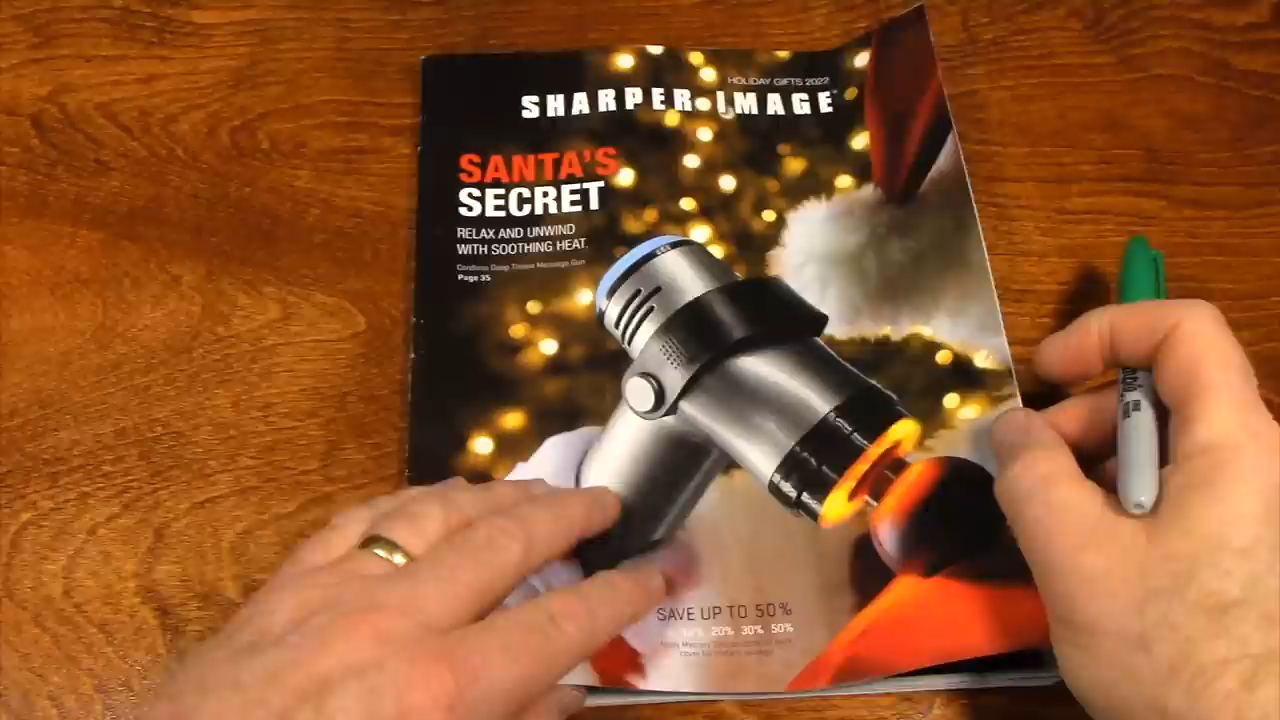 HOLIDAY GIFTS 2022
SHARPER IMAGE
SANTA'S
SECRET
RELAX AND UNWIND
WITH SOOTHING HEAT.
Cordless Deep Tissue Massage Gun
Page 35
SAVE UP TO 50%
20% 30% 50%